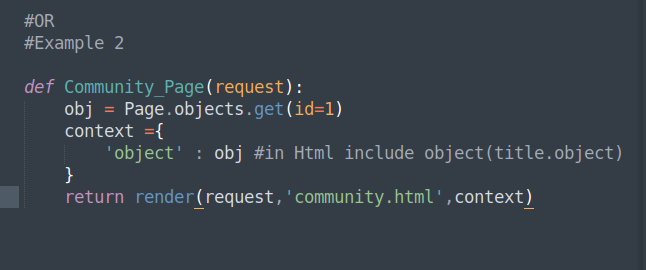 #OR
#Example 2
def Community_Page(request):
    obj = Page.objects.get(id=1)
    context ={
        'object' : obj #in Html include object(title.object)
    }
    return render(request,'community.html',context)